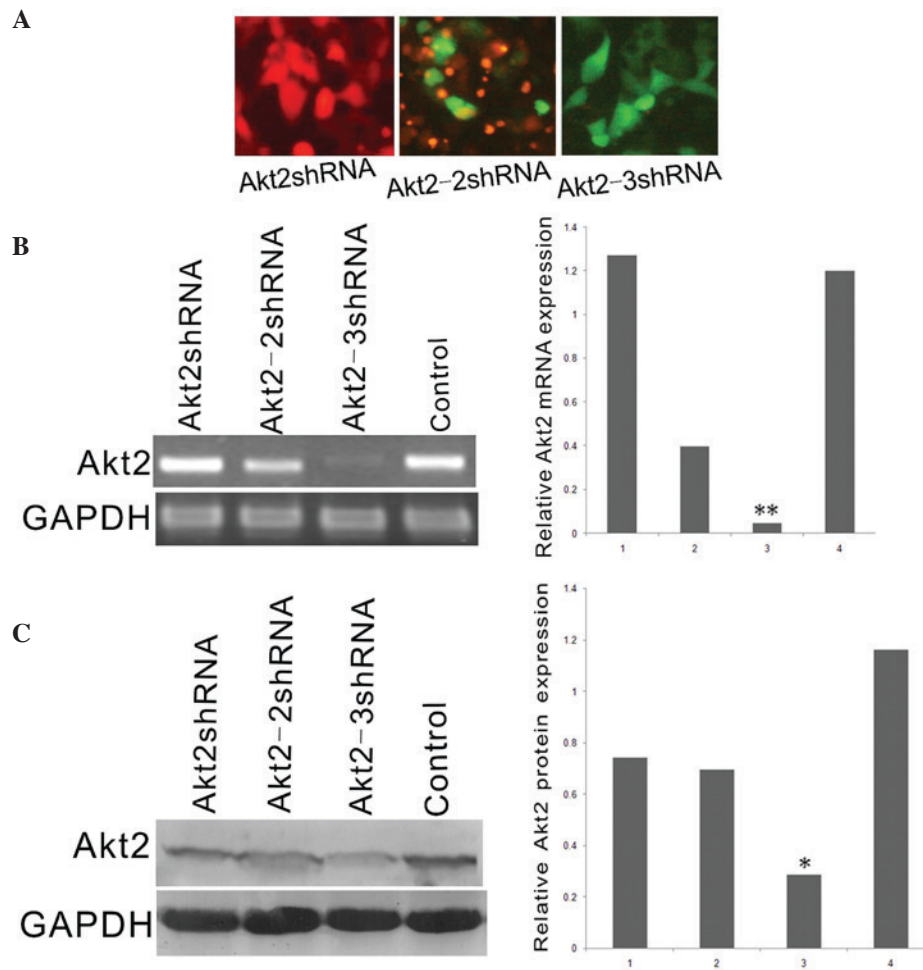 A
Akt2shRNA
Akt2-2shRNA
Akt2-3shRNA
B
Akt2shRNA
Akt2-2shRNA
Akt2-3shRNA
Control
Akt2
GAPDH
Relative Akt2 mRNA expression
1.4
1.2
1
0.8
0.6
0.4
0.2
0
**
1 2 3 4
C
Akt2shRNA
Akt2-2shRNA
Akt2-3shRNA
Control
Akt2
GAPDH
Relative Akt2 protein expression
1.4
1.2
1
0.8
0.6
0.4
0.2
0
*
1 2 3 4